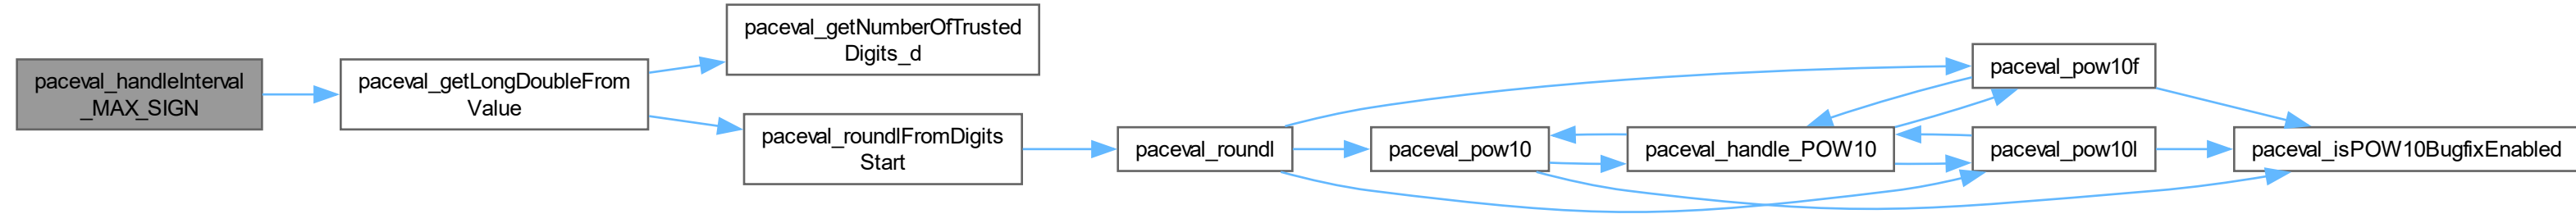 paceval_handleInterval
_MAX_SIGN
paceval_getLongDoubleFrom
Value
paceval_getNumberOfTrusted
Digits_d
paceval_roundlFromDigits
Start
paceval_roundl
paceval_pow10
paceval_handle_POW10
paceval_pow10f
paceval_pow10l
paceval_isPOW10BugfixEnabled